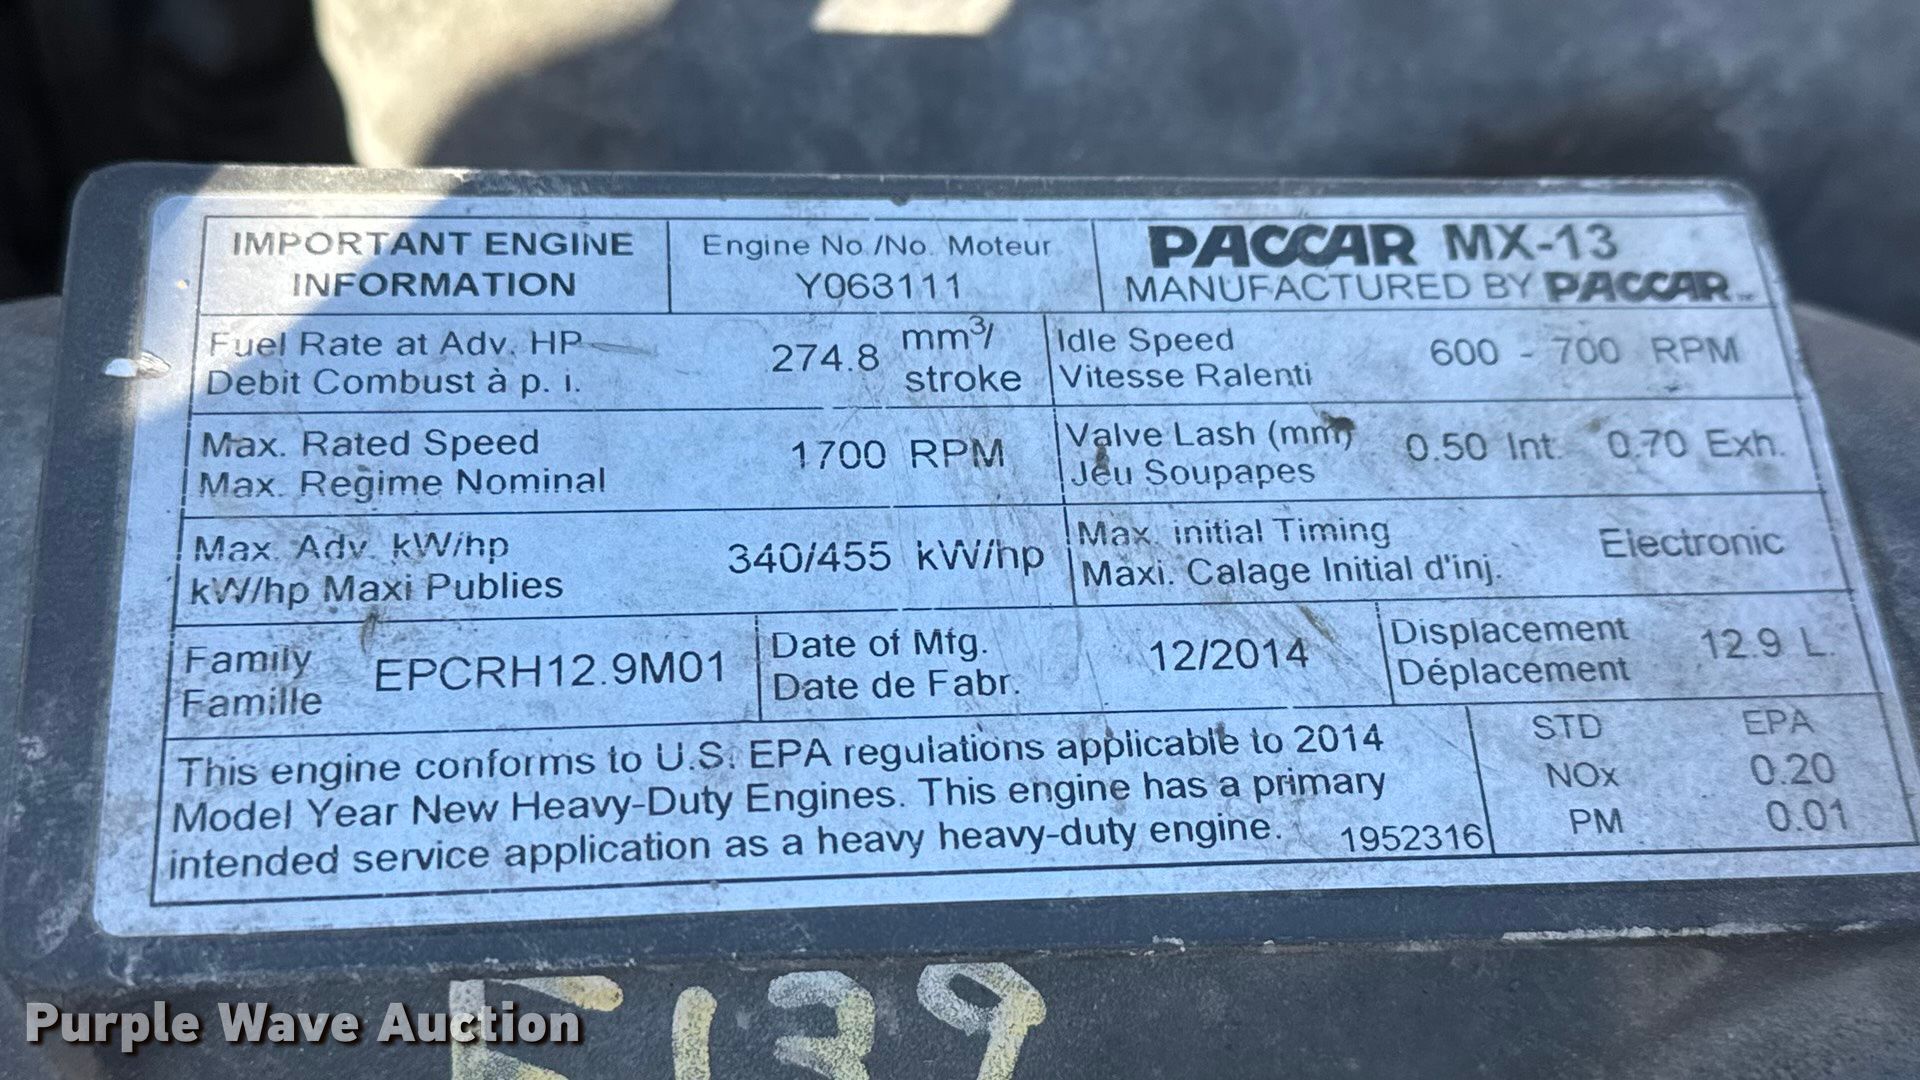 IMPORTANT ENGINE
INFORMATION
Engine No./No. Moteur
Y063111
PACCAR MX-13
MANUFACTURED BY PACCAR™
Fuel Rate at Adv. HP
Debit Combust à p. i.
274.8 mm³/
stroke
Idle Speed
Vitesse Ralenti
600 - 700 RPM
Max. Rated Speed
Max. Regime Nominal
1700 RPM
Valve Lash (mm)
Jeu Soupapes
0.50 Int. 0.70 Exh.
Max. Adv. kW/hp
kW/hp Maxi Publies
340/455 kW/hp
Max. initial Timing
Maxi. Calage Initial d'inj.
Electronic
Family
Famille
EPCRH12.9M01
Date of Mfg.
Date de Fabr.
12/2014
Displacement
Déplacement
12.9 L.
This engine conforms to U.S. EPA regulations applicable to 2014
Model Year New Heavy-Duty Engines. This engine has a primary
intended service application as a heavy heavy-duty engine. 1952316
STD EPA
NOx 0.20
PM 0.01
Purple Wave Auction